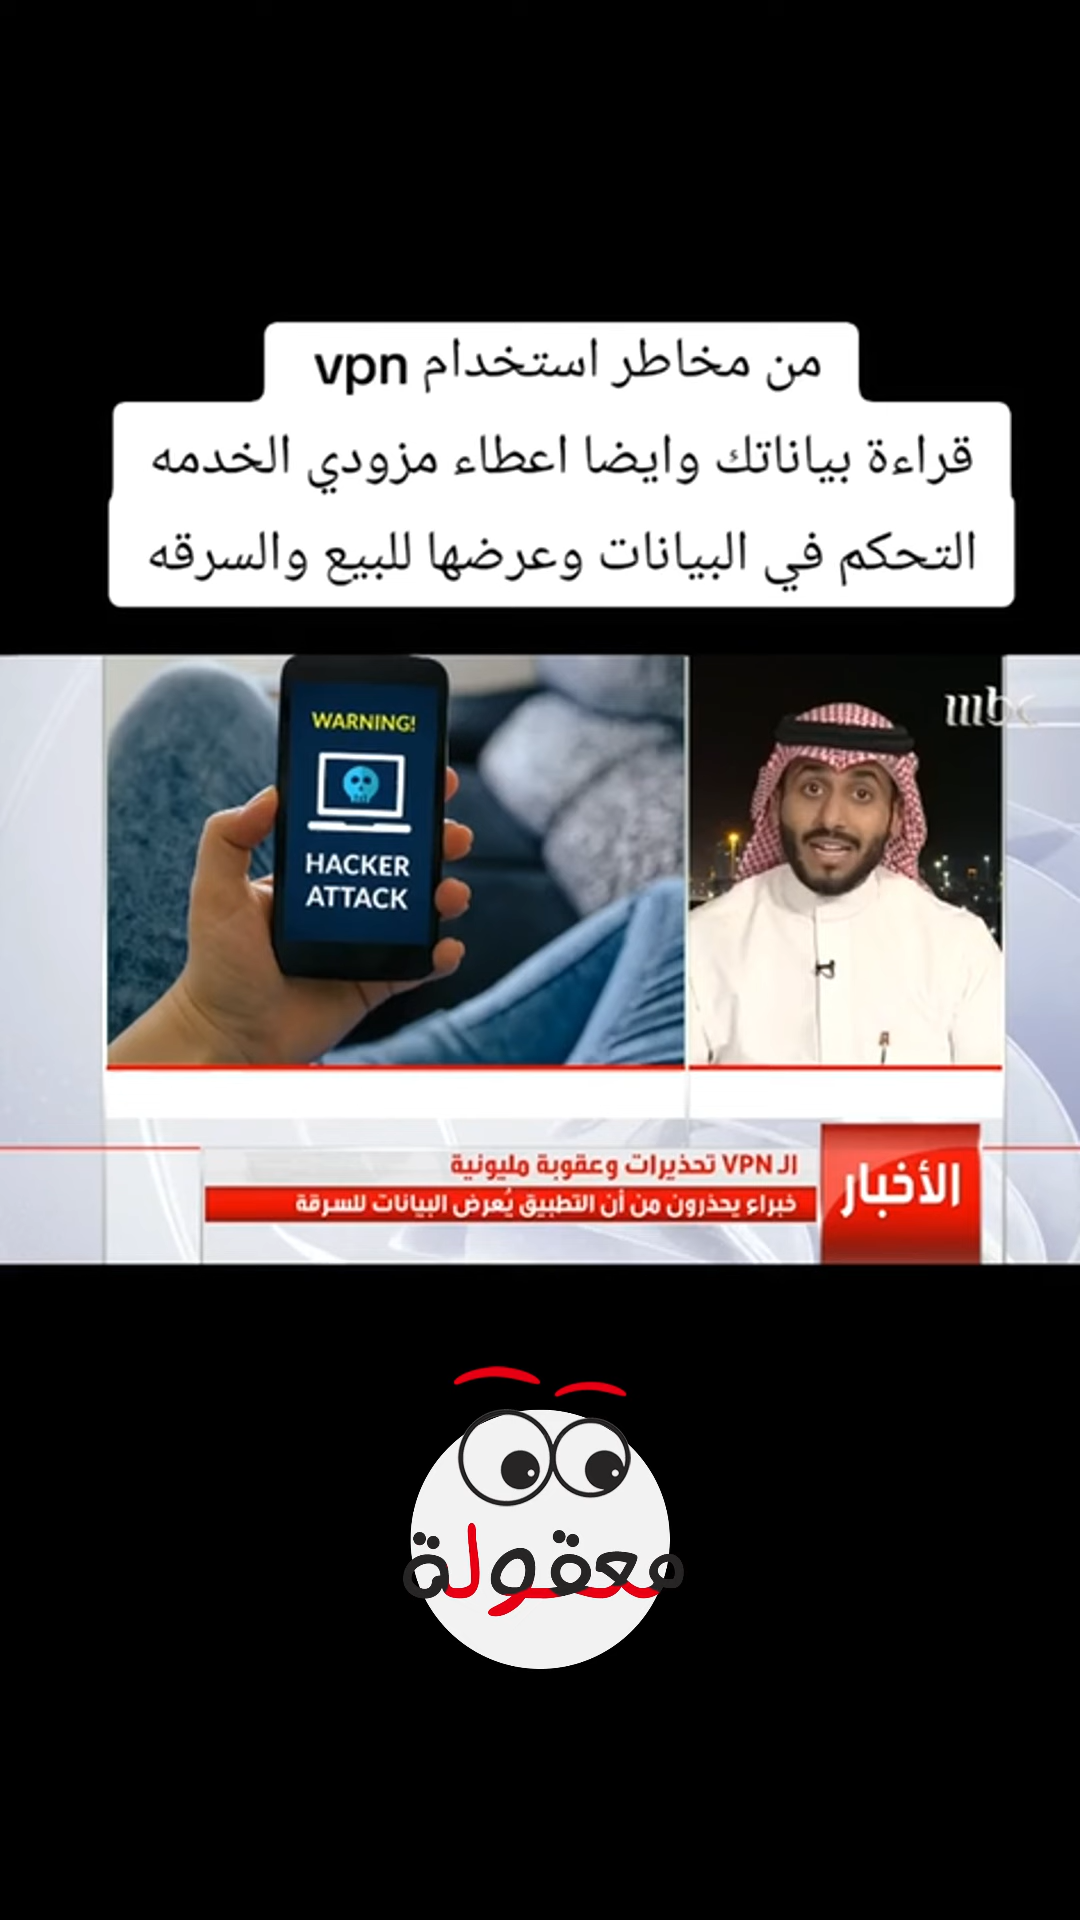 من مخاطر استخدام vpn
قراءة بياناتك وايضا اعطاء مزودي الخدمه
التحكم في البيانات وعرضها للبيع والسرقه
mbc
WARNING!
HACKER
ATTACK
الـ VPN تحذيرات وعقوبة مليونية
خبراء يحذرون من أن التطبيق يُعرض البيانات للسرقة
الأخبار
معقولة